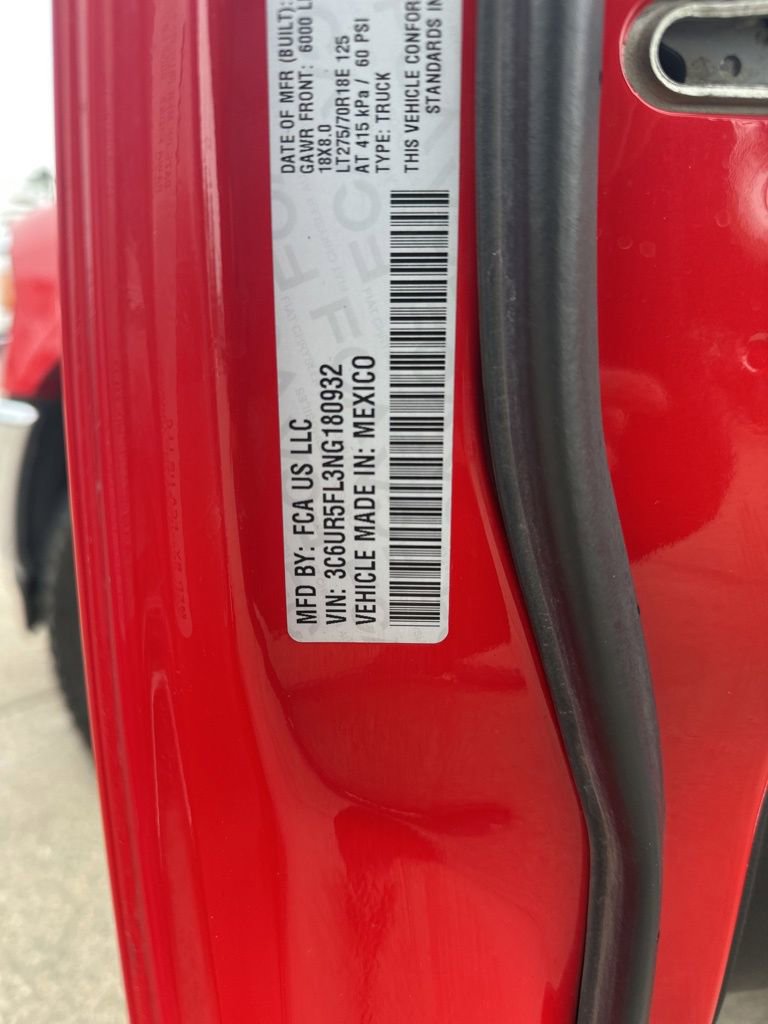 MFD BY: FCA US LLC
VIN: 3C6UR5FL3NG180932
VEHICLE MADE IN: MEXICO
DATE OF MFR (BUILT):
GAWR FRONT: 6000 L
18X8.0
LT275/70R18E 125
AT 415 kPa / 60 PSI
TYPE: TRUCK
THIS VEHICLE CONFOR
STANDARDS IN